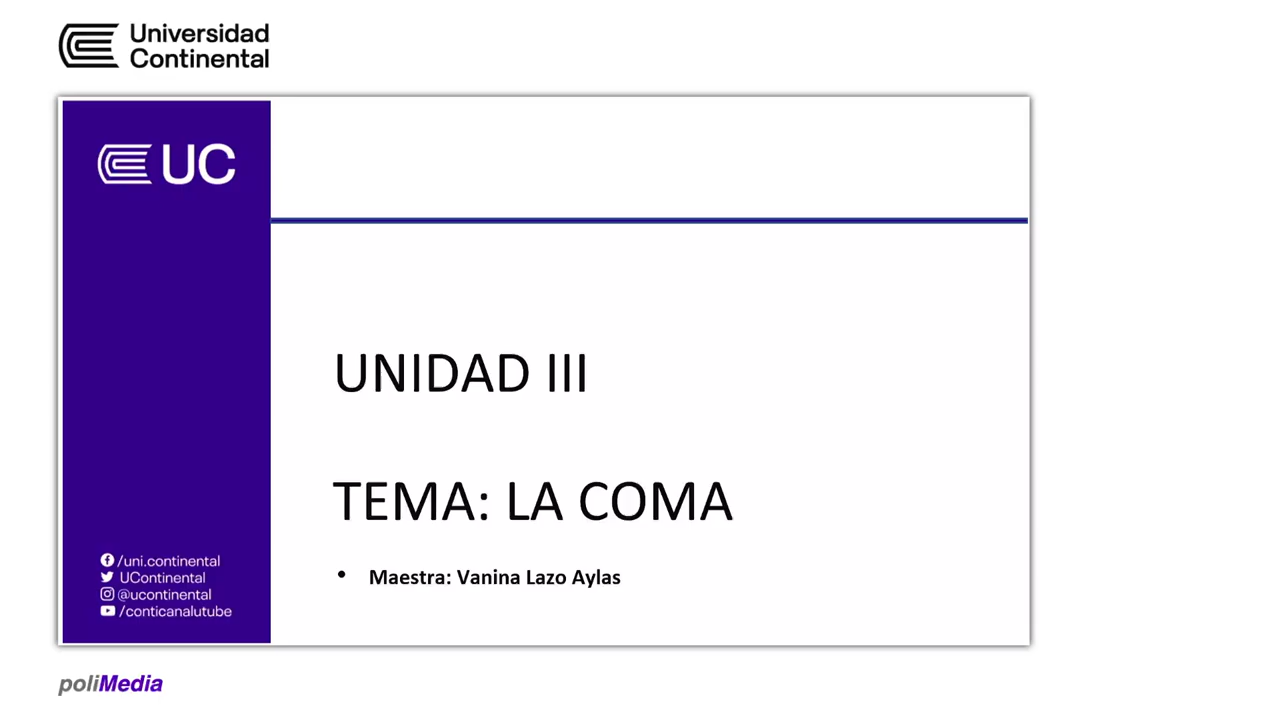 Universidad
Continental
UC
UNIDAD III
TEMA: LA COMA
• Maestra: Vanina Lazo Aylas
/uni.continental
UContinental
@ucontinental
/conticanalutube
poliMedia